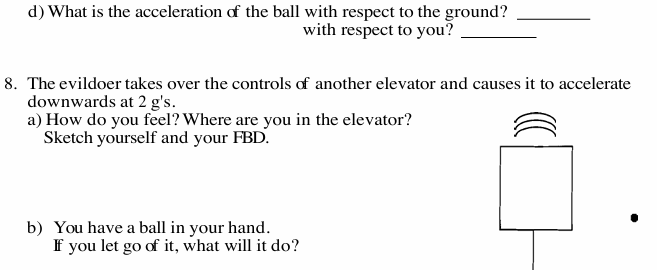 d) What is the acceleration of the ball with respect to the ground? ________
with respect to you? ________
8. The evildoer takes over the controls of another elevator and causes it to accelerate
downwards at 2 g's.
a) How do you feel? Where are you in the elevator?
Sketch yourself and your FBD.
b) You have a ball in your hand.
If you let go of it, what will it do?